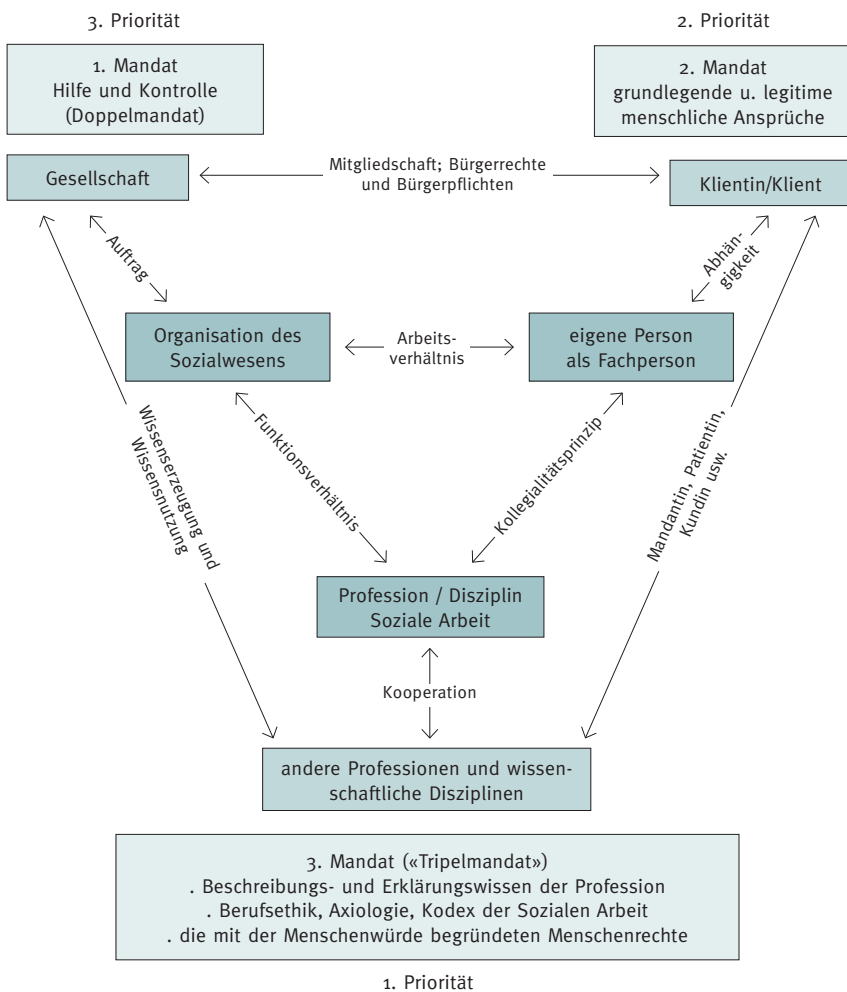 3. Priorität
2. Priorität
1. Mandat
Hilfe und Kontrolle
(Doppelmandat)
2. Mandat
grundlegende u. legitime
menschliche Ansprüche
Gesellschaft
Mitgliedschaft; Bürgerrechte
und Bürgerpflichten
Klientin/Klient
Auftrag
Abhän-
gigkeit
Organisation des
Sozialwesens
Arbeits-
verhältnis
eigene Person
als Fachperson
Wissenserzeugung und
Wissensnutzung
Funktionsverhältnis
Kollegialitätsprinzip
Mandantin, Patientin,
Kundin usw.
Profession / Disziplin
Soziale Arbeit
Kooperation
andere Professionen und wissen-
schaftliche Disziplinen
3. Mandat («Tripelmandat»)
. Beschreibungs- und Erklärungswissen der Profession
. Berufsethik, Axiologie, Kodex der Sozialen Arbeit
. die mit der Menschenwürde begründeten Menschenrechte
1. Priorität